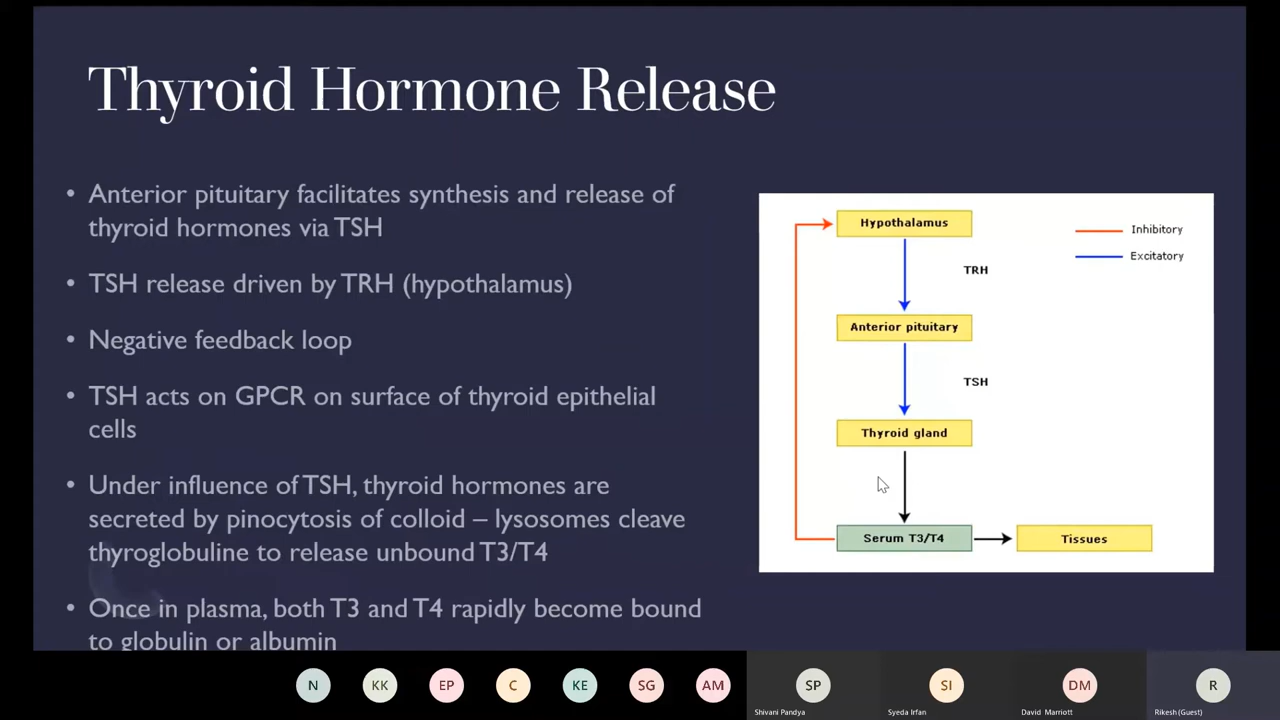 Thyroid Hormone Release
• Anterior pituitary facilitates synthesis and release of
thyroid hormones via TSH
• TSH release driven by TRH (hypothalamus)
• Negative feedback loop
• TSH acts on GPCR on surface of thyroid epithelial
cells
• Under influence of TSH, thyroid hormones are
secreted by pinocytosis of colloid – lysosomes cleave
thyroglobuline to release unbound T3/T4
• Once in plasma, both T3 and T4 rapidly become bound
to globulin or albumin
Hypothalamus
Inhibitory
Excitatory
TRH
Anterior pituitary
TSH
Thyroid gland
Serum T3/T4
Tissues
N
KK
EP
C
KE
SG
AM
SP
Shivani Pandya
SI
Syeda Irfan
DM
David Marriott
R
Rikesh (Guest)